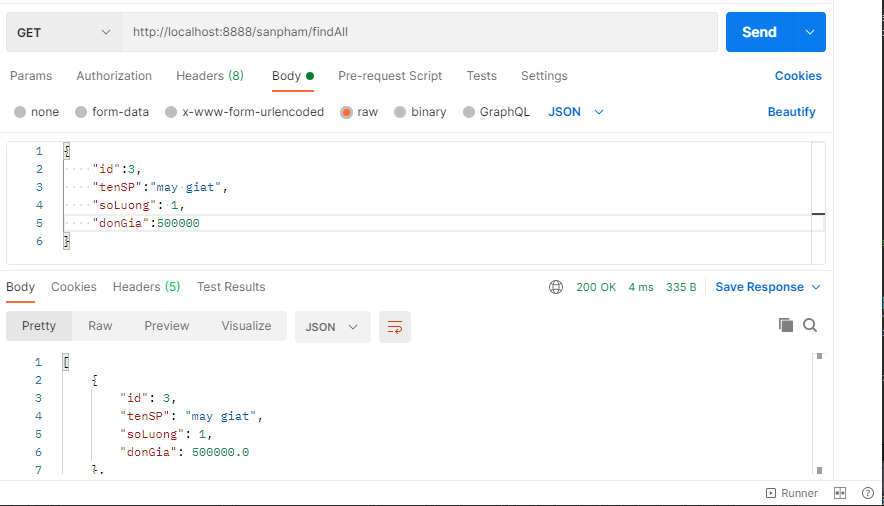 GET http://localhost:8888/sanpham/findAll Send
Params Authorization Headers (8) Body Pre-request Script Tests Settings Cookies
none form-data x-www-form-urlencoded raw binary GraphQL JSON Beautify
1 {
2 "id":3,
3 "tenSP":"may giat",
4 "soLuong": 1,
5 "donGia":500000
6 }
Body Cookies Headers (5) Test Results 200 OK 4 ms 335 B Save Response
Pretty Raw Preview Visualize JSON
1 [
2 {
3 "id": 3,
4 "tenSP": "may giat",
5 "soLuong": 1,
6 "donGia": 500000.0
7 },
Runner